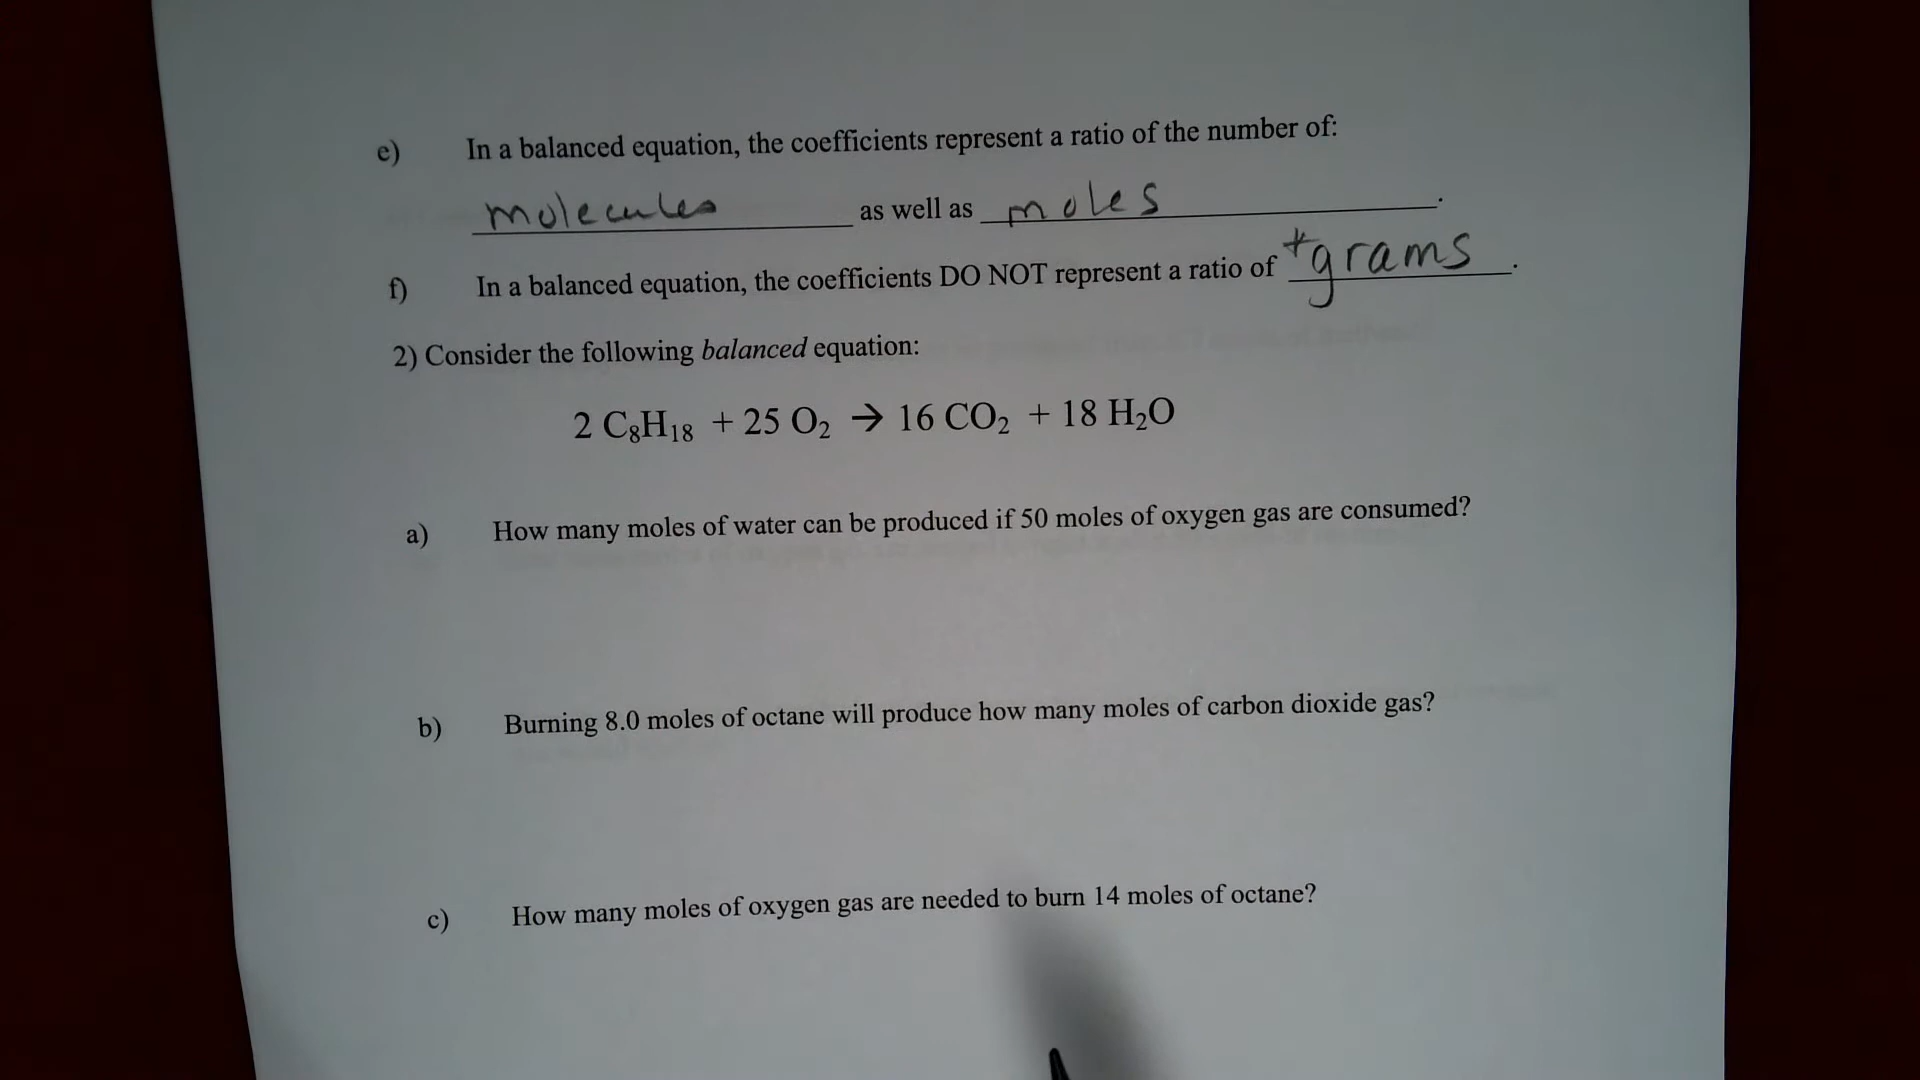 e) In a balanced equation, the coefficients represent a ratio of the number of:
molecules as well as moles.
f) In a balanced equation, the coefficients DO NOT represent a ratio of *grams.
2) Consider the following balanced equation:
2 C₈H₁₈ + 25 O₂ → 16 CO₂ + 18 H₂O
a) How many moles of water can be produced if 50 moles of oxygen gas are consumed?
b) Burning 8.0 moles of octane will produce how many moles of carbon dioxide gas?
c) How many moles of oxygen gas are needed to burn 14 moles of octane?